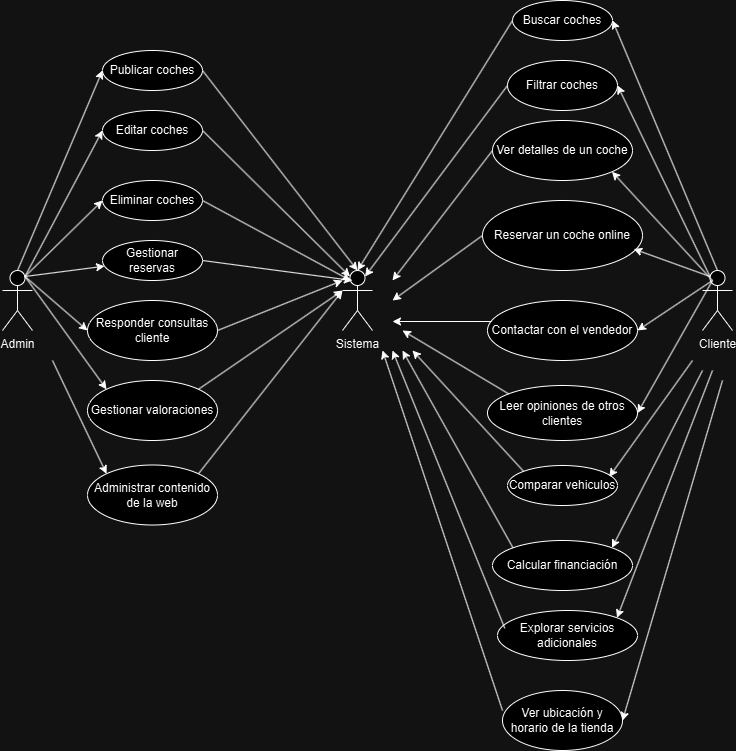 Publicar coches
Editar coches
Eliminar coches
Gestionar
reservas
Responder consultas
cliente
Gestionar valoraciones
Administrar contenido
de la web
Admin
Sistema
Buscar coches
Filtrar coches
Ver detalles de un coche
Reservar un coche online
Contactar con el vendedor
Leer opiniones de otros
clientes
Comparar vehiculos
Calcular financiación
Explorar servicios
adicionales
Ver ubicación y
horario de la tienda
Cliente